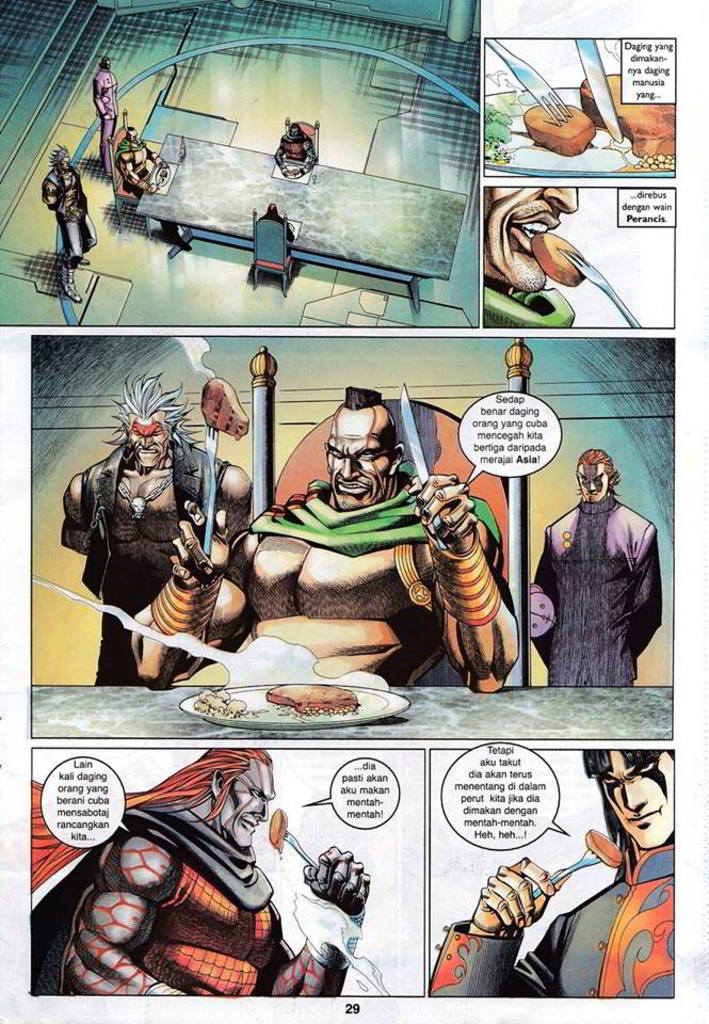 Daging yang
dimakan-
nya daging
manusia
yang...
...direbus
dengan wain
Perancis.
Sedap
benar daging
orang yang cuba
mencegah kita
bertiga daripada
merajai Asia!
Lain
kali daging
orang yang
berani cuba
mensabotaj
rancangkan
kita...
...dia
pasti akan
aku makan
mentah-
mentah!
Tetapi
aku takut
dia akan terus
menentang di dalam
perut kita jika dia
dimakan dengan
mentah-mentah.
Heh, heh...!
29